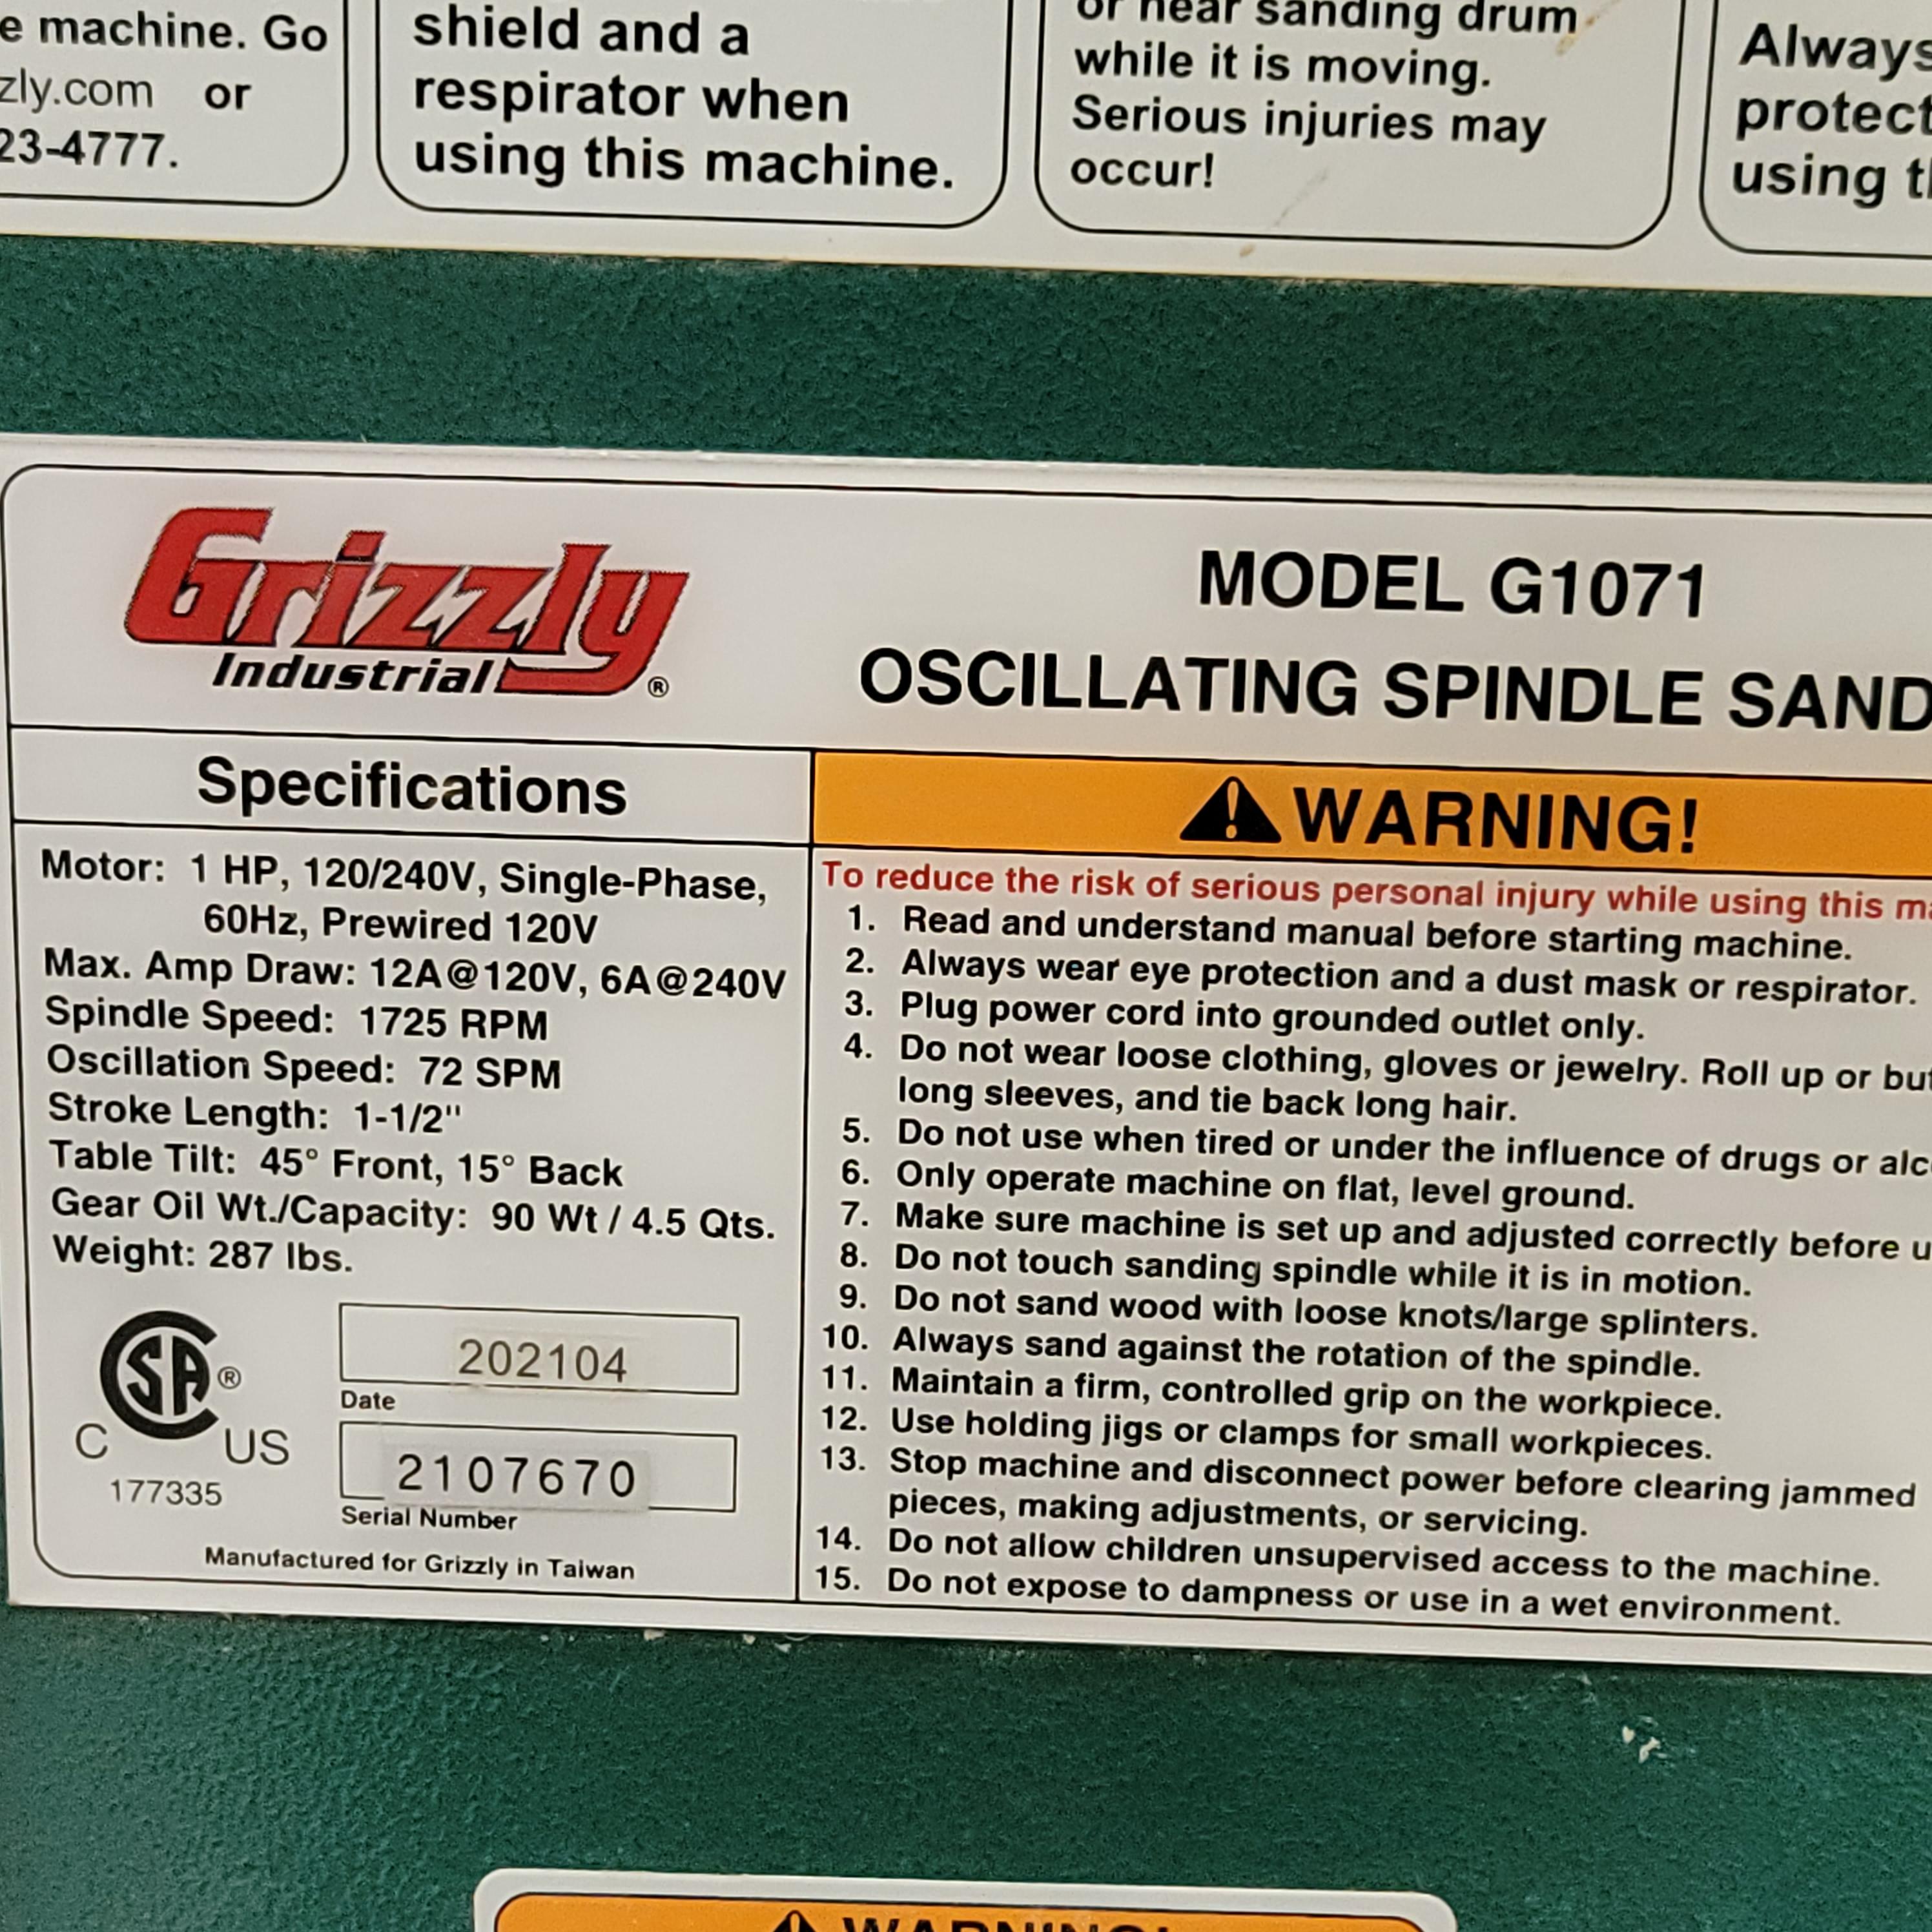 e machine. Go
zly.com or
23-4777.
shield and a
respirator when
using this machine.
or near sanding drum
while it is moving.
Serious injuries may
occur!
Always
protect
using
Grizzly
Industrial®
MODEL G1071
OSCILLATING SPINDLE SAND
Specifications
Motor: 1 HP, 120/240V, Single-Phase,
60Hz, Prewired 120V
Max. Amp Draw: 12A@120V, 6A@240V
Spindle Speed: 1725 RPM
Oscillation Speed: 72 SPM
Stroke Length: 1-1/2"
Table Tilt: 45° Front, 15° Back
Gear Oil Wt./Capacity: 90 Wt / 4.5 Qts.
Weight: 287 lbs.
SA®
C US
177335
202104
Date
2107670
Serial Number
Manufactured for Grizzly in Taiwan
WARNING!
To reduce the risk of serious personal injury while using this ma
1. Read and understand manual before starting machine.
2. Always wear eye protection and a dust mask or respirator.
3. Plug power cord into grounded outlet only.
4. Do not wear loose clothing, gloves or jewelry. Roll up or but
long sleeves, and tie back long hair.
5. Do not use when tired or under the influence of drugs or alc
6. Only operate machine on flat, level ground.
7. Make sure machine is set up and adjusted correctly before u
8. Do not touch sanding spindle while it is in motion.
9. Do not sand wood with loose knots/large splinters.
10. Always sand against the rotation of the spindle.
11. Maintain a firm, controlled grip on the workpiece.
12. Use holding jigs or clamps for small workpieces.
13. Stop machine and disconnect power before clearing jammed
pieces, making adjustments, or servicing.
14. Do not allow children unsupervised access to the machine.
15. Do not expose to dampness or use in a wet environment.
WARNING!